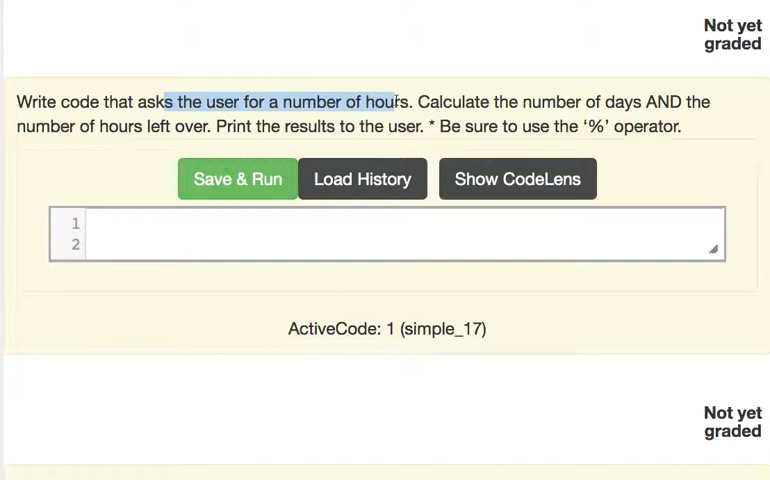 Not yet
graded
Write code that asks the user for a number of hours. Calculate the number of days AND the
number of hours left over. Print the results to the user. * Be sure to use the ‘%’ operator.
Save & Run Load History Show CodeLens
1
2
ActiveCode: 1 (simple_17)
Not yet
graded